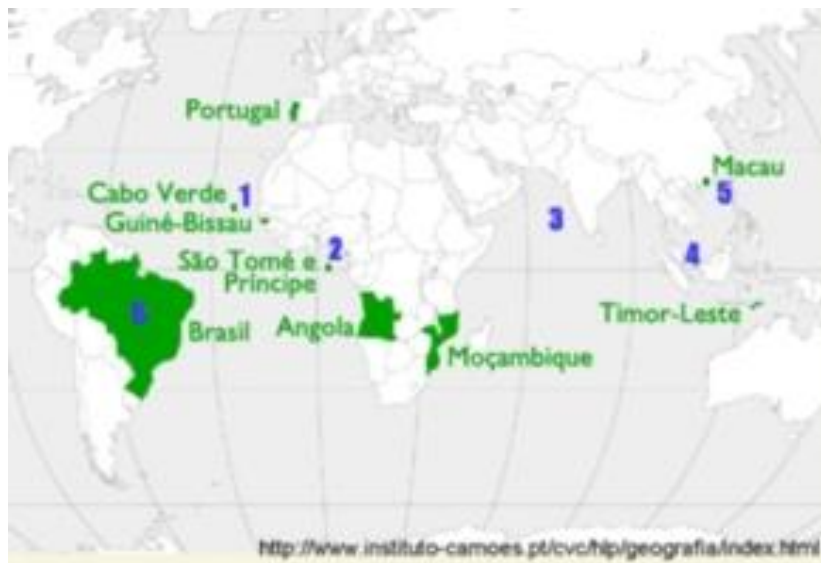 Portugal
Macau
5
Cabo Verde
1
Guiné-Bissau
3
2
4
São Tomé e
Príncipe
6
Timor-Leste
Brasil
Angola
Moçambique
http://www.instituto-camoes.pt/cvc/hlp/geografia/index.html